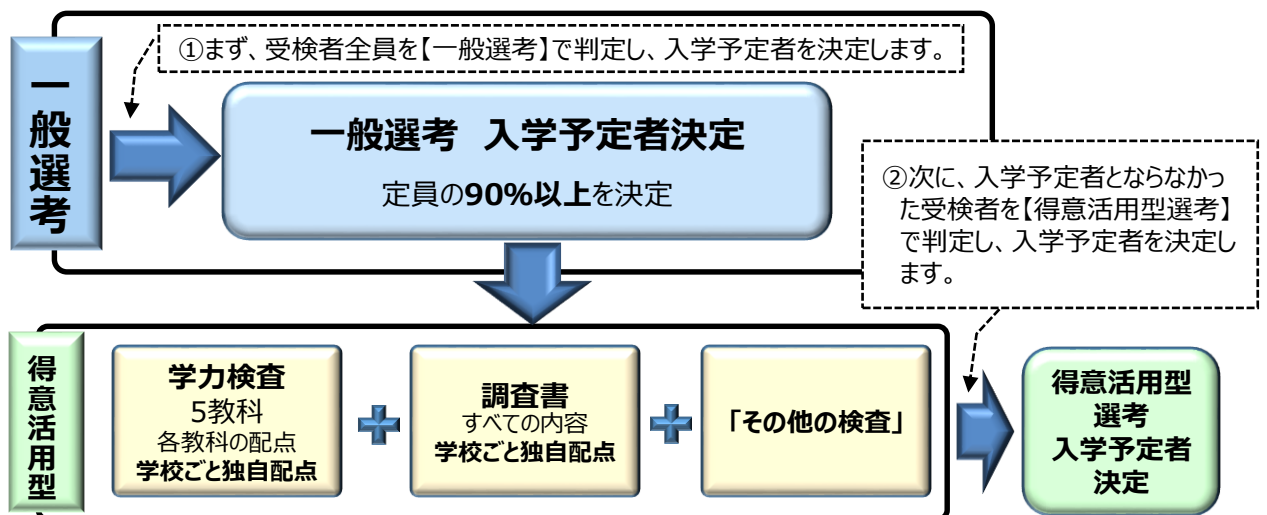 一般選考
①まず、受検者全員を【一般選考】で判定し、入学予定者を決定します。
一般選考 入学予定者決定
定員の90%以上を決定
②次に、入学予定者とならなかっ
た受検者を【得意活用型選考】
で判定し、入学予定者を決定し
ます。
得意活用型
学力検査
5教科
各教科の配点
学校ごと独自配点
調査書
すべての内容
学校ごと独自配点
「その他の検査」
得意活用型
選考
入学予定者
決定